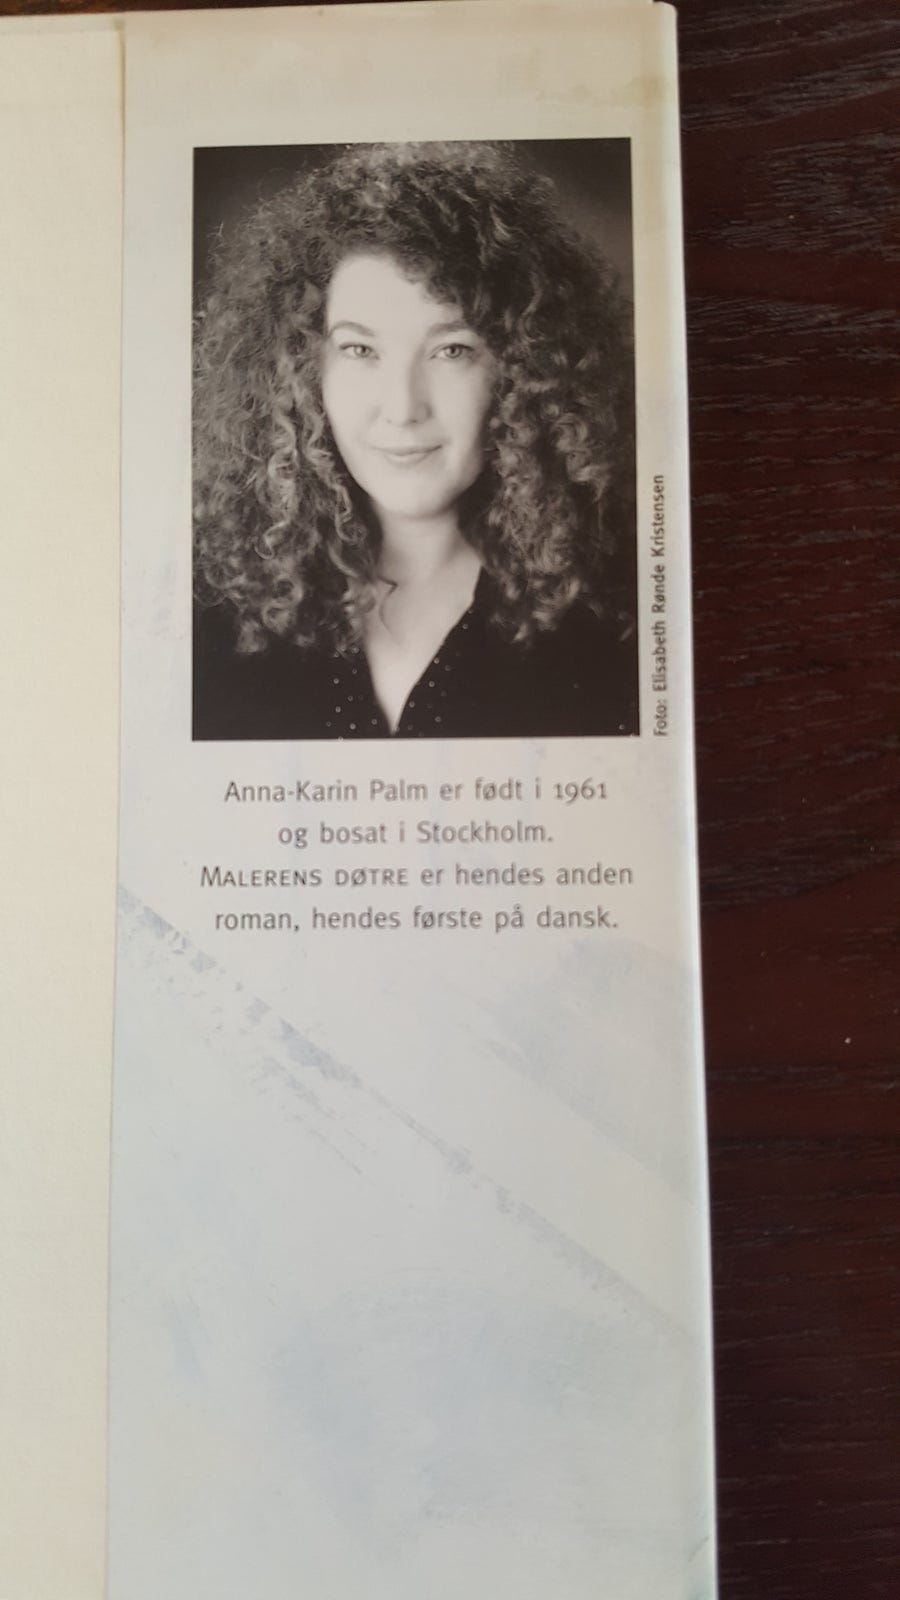 Foto: Elisabeth Rønde Kristensen
Anna-Karin Palm er født i 1961
og bosat i Stockholm.
MALERENS DØTRE er hendes anden
roman, hendes første på dansk.